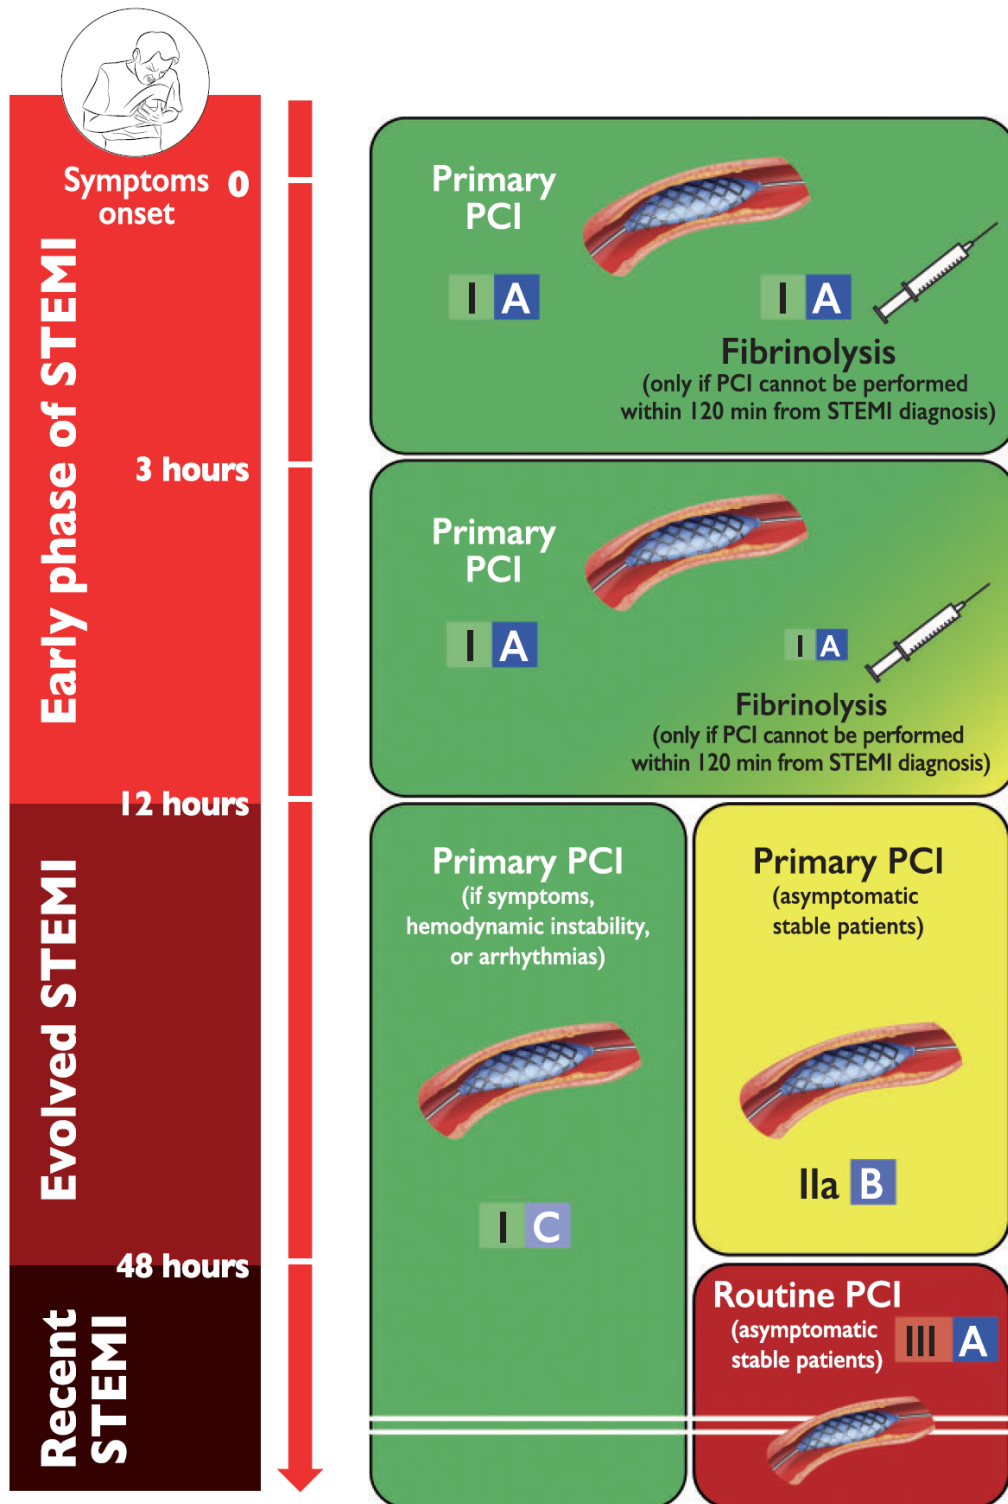 Symptoms
onset
0
Early phase of STEMI
3 hours
12 hours
Evolved STEMI
48 hours
Recent
STEMI
Primary
PCI
I A
I A
Fibrinolysis
(only if PCI cannot be performed
within 120 min from STEMI diagnosis)
Primary
PCI
I A
I A
Fibrinolysis
(only if PCI cannot be performed
within 120 min from STEMI diagnosis)
Primary PCI
(if symptoms,
hemodynamic instability,
or arrhythmias)
I C
Primary PCI
(asymptomatic
stable patients)
IIa B
Routine PCI
(asymptomatic
stable patients)
III A